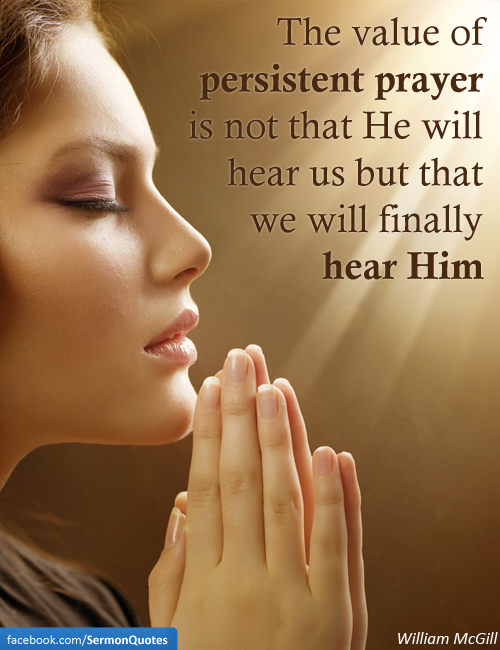 The value of
persistent prayer
is not that He will
hear us but that
we will finally
hear Him
facebook.com/SermonQuotes
William McGill